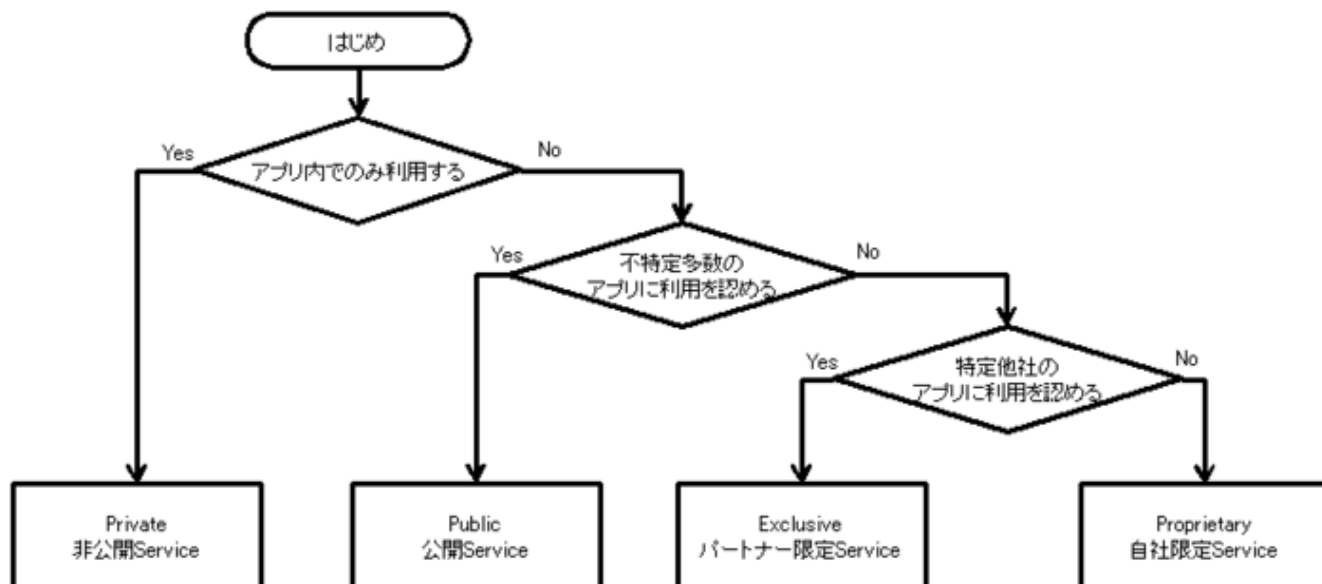 はじめ
Yes
アプリ内でのみ利用する
No
Yes
不特定多数の
アプリに利用を認める
No
Yes
特定他社の
アプリに利用を認める
No
Private
非公開Service
Public
公開Service
Exclusive
パートナー限定Service
Proprietary
自社限定Service